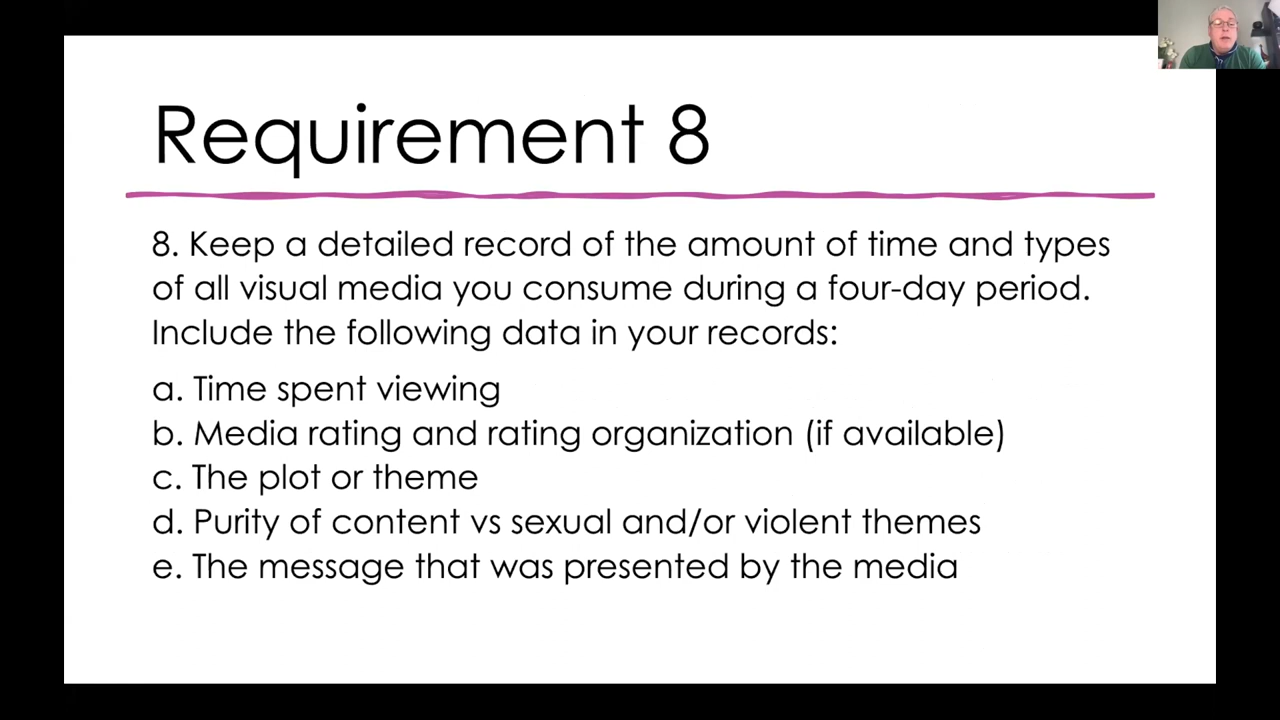 Requirement 8
8. Keep a detailed record of the amount of time and types
of all visual media you consume during a four-day period.
Include the following data in your records:
a. Time spent viewing
b. Media rating and rating organization (if available)
c. The plot or theme
d. Purity of content vs sexual and/or violent themes
e. The message that was presented by the media